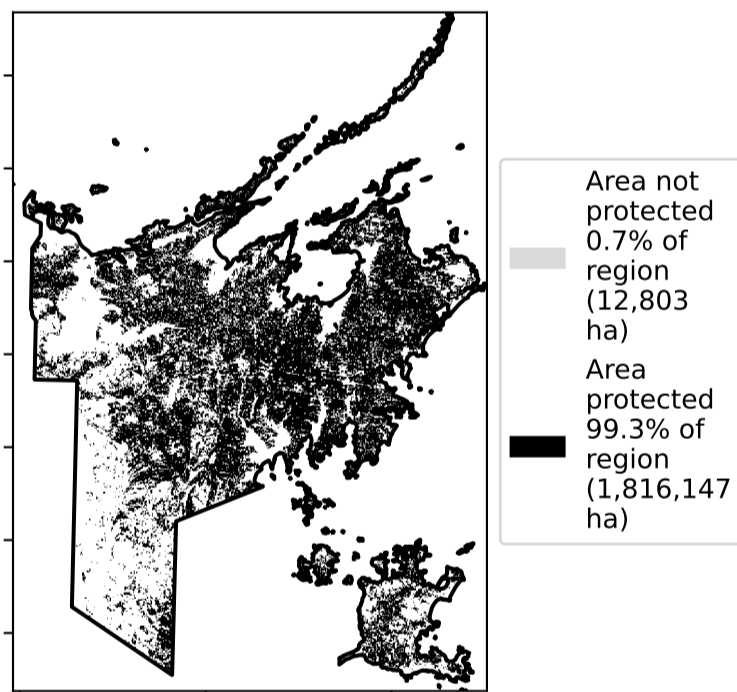 Area not
protected
0.7% of
region
(12,803
ha)
Area
protected
99.3% of
region
(1,816,147
ha)